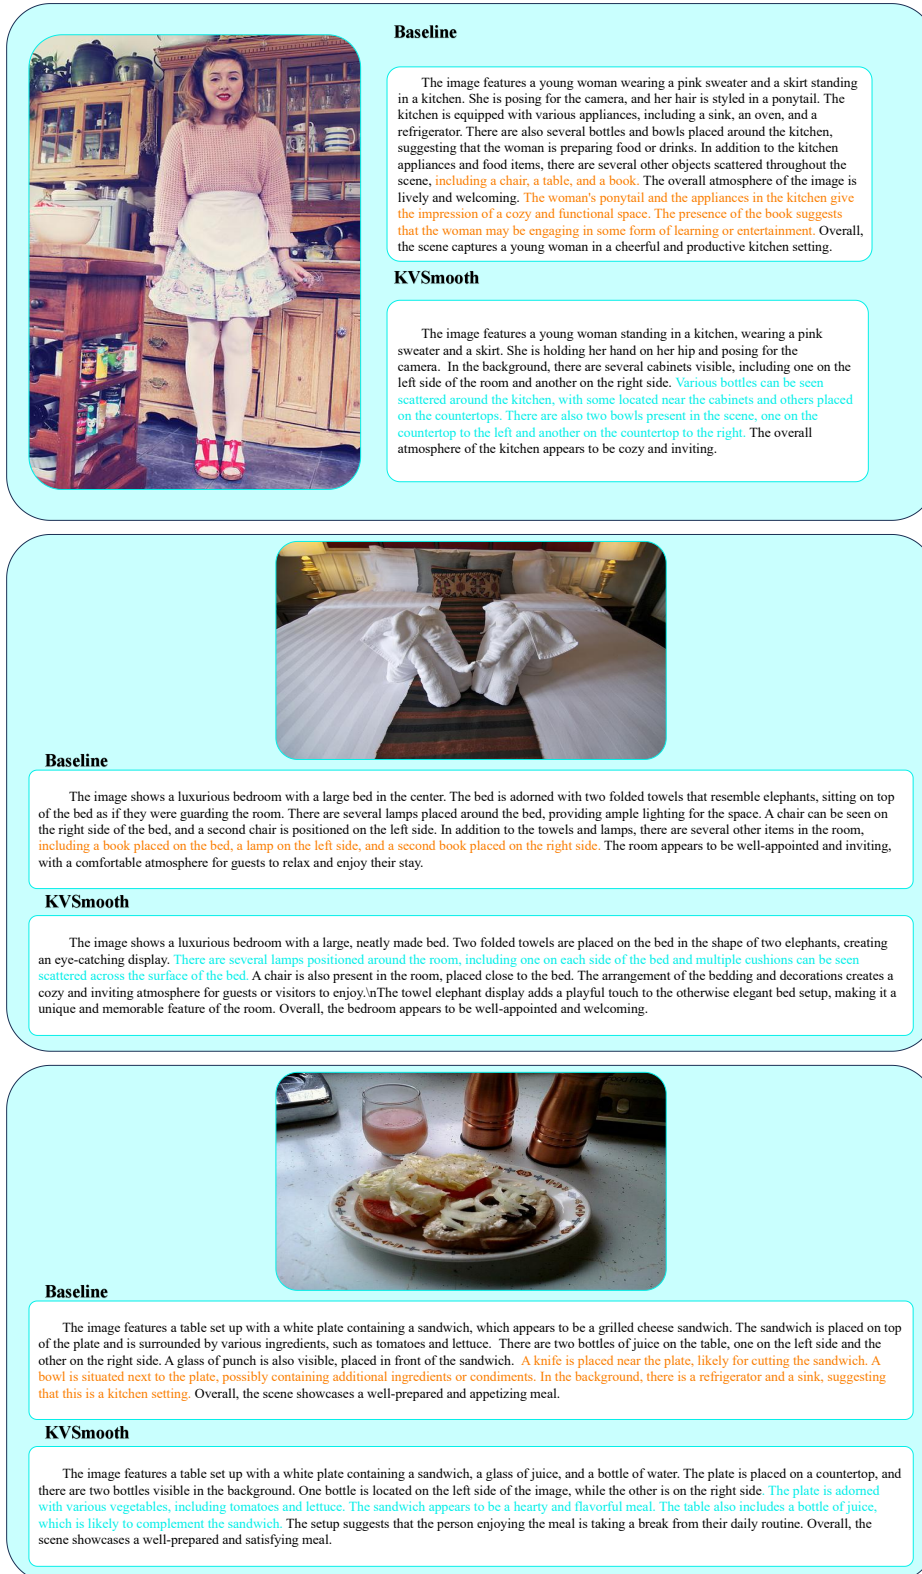 Baseline
The image features a young woman wearing a pink sweater and a skirt standing
in a kitchen. She is posing for the camera, and her hair is styled in a ponytail. The
kitchen is equipped with various appliances, including a sink, an oven, and a
refrigerator. There are also several bottles and bowls placed around the kitchen,
suggesting that the woman is preparing food or drinks. In addition to the kitchen
appliances and food items, there are several other objects scattered throughout the
scene, including a chair, a table, and a book. The overall atmosphere of the image is
lively and welcoming. The woman's ponytail and the appliances in the kitchen give
the impression of a cozy and functional space. The presence of the book suggests
that the woman may be engaging in some form of learning or entertainment. Overall,
the scene captures a young woman in a cheerful and productive kitchen setting.
KVSmooth
The image features a young woman standing in a kitchen, wearing a pink
sweater and a skirt. She is holding her hand on her hip and posing for the
camera. In the background, there are several cabinets visible, including one on the
left side of the room and another on the right side. Various bottles can be seen
scattered around the kitchen, with some located near the cabinets and others placed
on the countertops. There are also two bowls present in the scene, one on the
countertop to the left and another on the countertop to the right. The overall
atmosphere of the kitchen appears to be cozy and inviting.
Baseline
The image shows a luxurious bedroom with a large bed in the center. The bed is adorned with two folded towels that resemble elephants, sitting on top
of the bed as if they were guarding the room. There are several lamps placed around the bed, providing ample lighting for the space. A chair can be seen on
the right side of the bed, and a second chair is positioned on the left side. In addition to the towels and lamps, there are several other items in the room,
including a book placed on the bed, a lamp on the left side, and a second book placed on the right side. The room appears to be well-appointed and inviting,
with a comfortable atmosphere for guests to relax and enjoy their stay.
KVSmooth
The image shows a luxurious bedroom with a large, neatly made bed. Two folded towels are placed on the bed in the shape of two elephants, creating
an eye-catching display. There are several lamps positioned around the room, including one on each side of the bed and multiple cushions can be seen
scattered across the surface of the bed. A chair is also present in the room, placed close to the bed. The arrangement of the bedding and decorations creates a
cozy and inviting atmosphere for guests or visitors to enjoy.\nThe towel elephant display adds a playful touch to the otherwise elegant bed setup, making it a
unique and memorable feature of the room. Overall, the bedroom appears to be well-appointed and welcoming.
Baseline
The image features a table set up with a white plate containing a sandwich, which appears to be a grilled cheese sandwich. The sandwich is placed on top
of the plate and is surrounded by various ingredients, such as tomatoes and lettuce. There are two bottles of juice on the table, one on the left side and the
other on the right side. A glass of punch is also visible, placed in front of the sandwich. A knife is placed near the plate, likely for cutting the sandwich. A
bowl is situated next to the plate, possibly containing additional ingredients or condiments. In the background, there is a refrigerator and a sink, suggesting
that this is a kitchen setting. Overall, the scene showcases a well-prepared and appetizing meal.
KVSmooth
The image features a table set up with a white plate containing a sandwich, a glass of juice, and a bottle of water. The plate is placed on a countertop, and
there are two bottles visible in the background. One bottle is located on the left side of the image, while the other is on the right side. The plate is adorned
with various vegetables, including tomatoes and lettuce. The sandwich appears to be a hearty and flavorful meal. The table also includes a bottle of juice,
which is likely to complement the sandwich. The setup suggests that the person enjoying the meal is taking a break from their daily routine. Overall, the
scene showcases a well-prepared and satisfying meal.